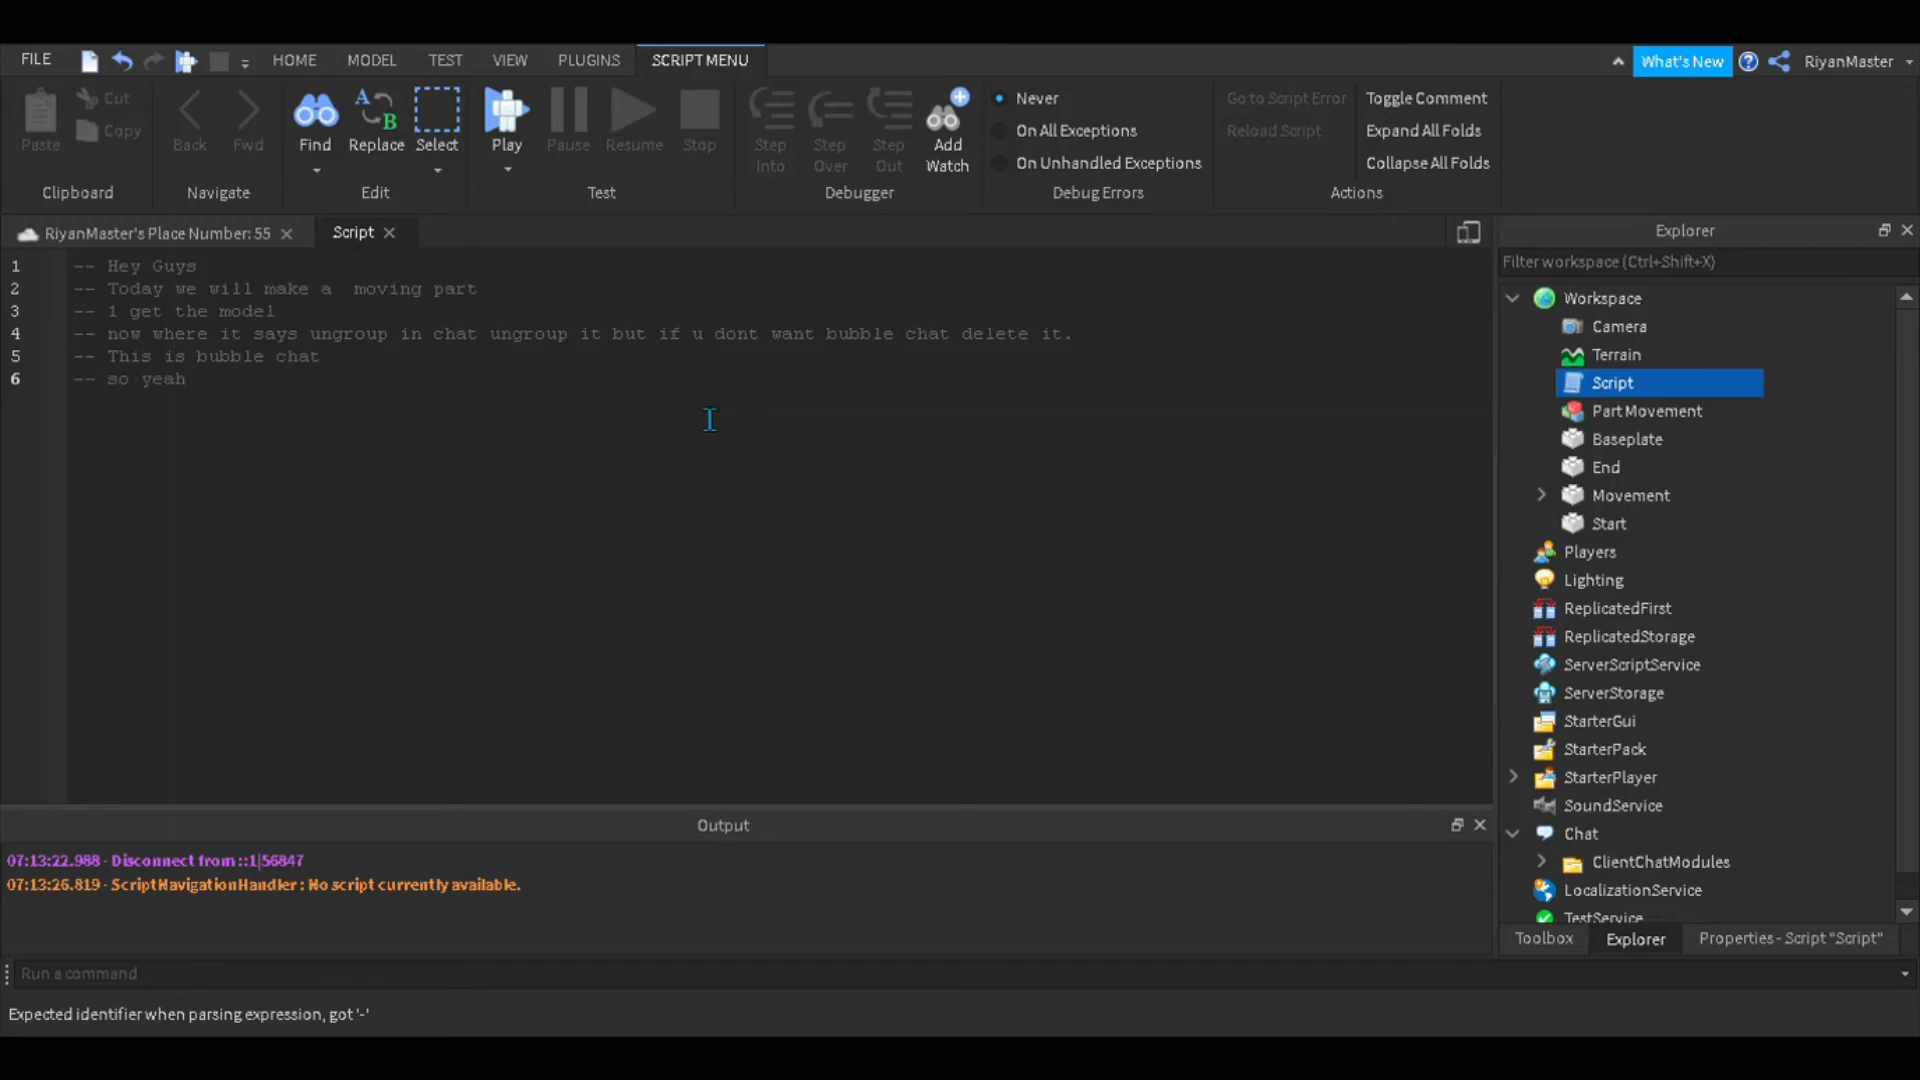 FILE HOME MODEL TEST VIEW PLUGINS SCRIPT MENU What's New RiyanMaster
Paste Cut Copy Clipboard
Back Fwd Navigate
Find Replace Select Edit
Play Pause Resume Stop Test
Step Into Step Over Step Out Add Watch Debugger
Never
On All Exceptions
On Unhandled Exceptions
Debug Errors
Go to Script Error
Reload Script
Toggle Comment
Expand All Folds
Collapse All Folds
Actions
RiyanMaster's Place Number: 55 Script
1 -- Hey Guys
2 -- Today we will make a  moving part
3 -- 1 get the model
4 -- now where it says ungroup in chat ungroup it but if u dont want bubble chat delete it.
5 -- This is bubble chat
6 -- so yeah
Output
07:13:22.988 - Disconnect from ::1|56847
07:13:26.819 - ScriptNavigationHandler : No script currently available.
Run a command
Expected identifier when parsing expression, got '-'
Explorer
Filter workspace (Ctrl+Shift+X)
Workspace
Camera
Terrain
Script
Part Movement
Baseplate
End
Movement
Start
Players
Lighting
ReplicatedFirst
ReplicatedStorage
ServerScriptService
ServerStorage
StarterGui
StarterPack
StarterPlayer
SoundService
Chat
ClientChatModules
LocalizationService
TestService
Toolbox Explorer Properties - Script "Script"